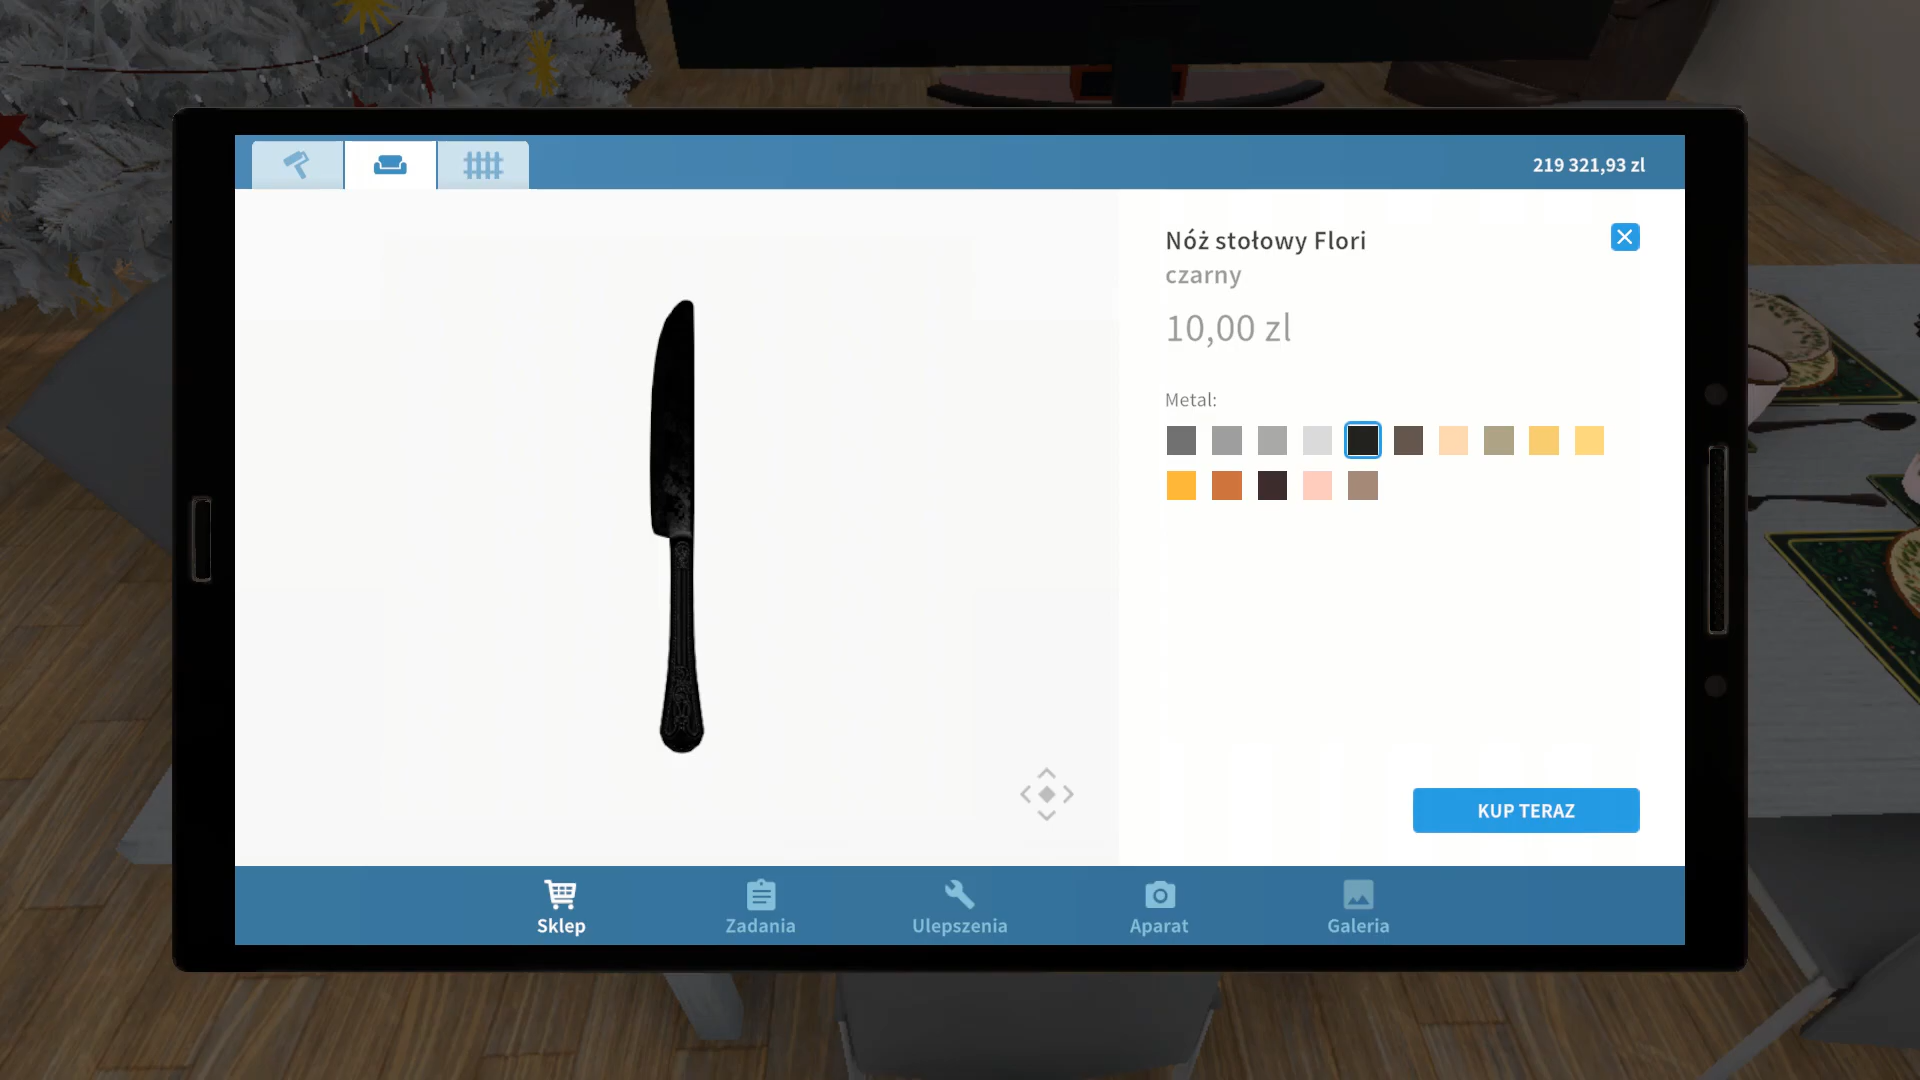 219 321,93 zl
Nóż stołowy Flori
czarny
10,00 zl
Metal:
KUP TERAZ
Sklep
Zadania
Ulepszenia
Aparat
Galeria